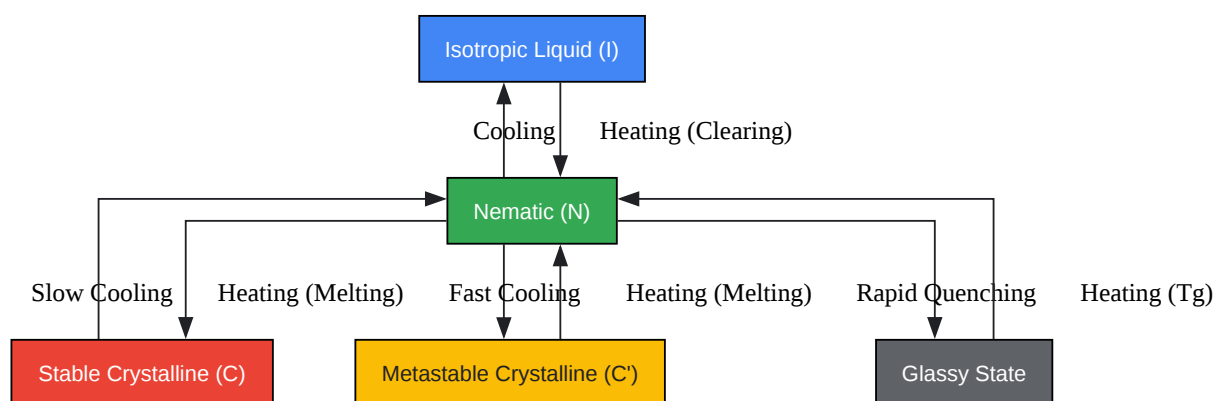 Isotropic Liquid (I)
Cooling
Heating (Clearing)
Nematic (N)
Slow Cooling
Heating (Melting)
Fast Cooling
Heating (Melting)
Rapid Quenching
Heating (Tg)
Stable Crystalline (C)
Metastable Crystalline (C')
Glassy State